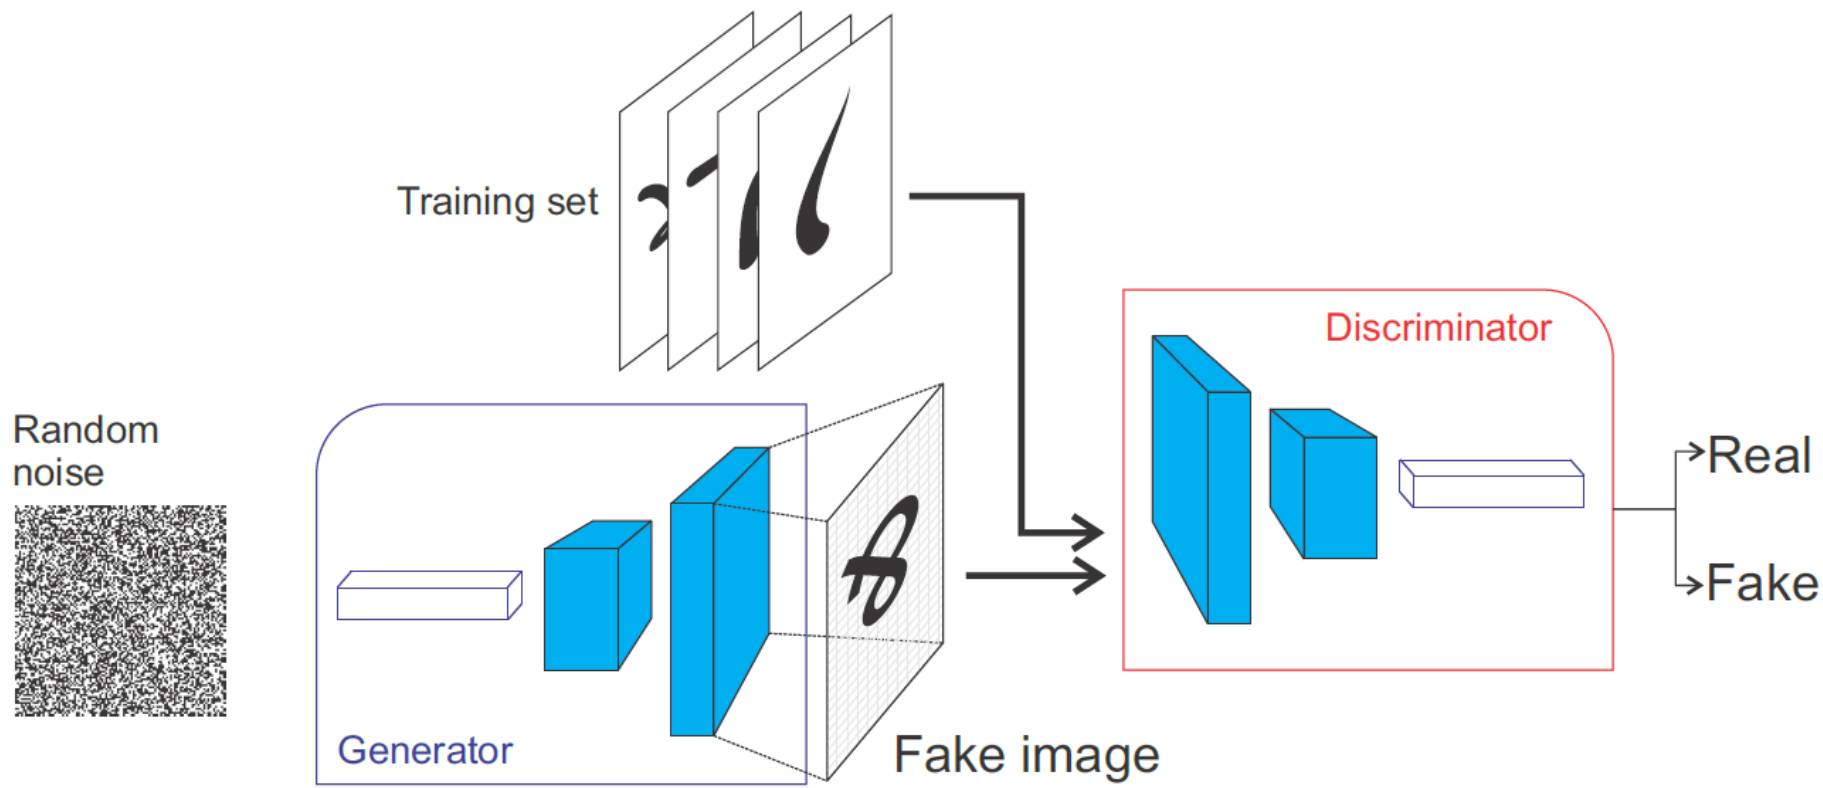 Training set
Discriminator
Random
noise
Real
Fake
Generator
Fake image